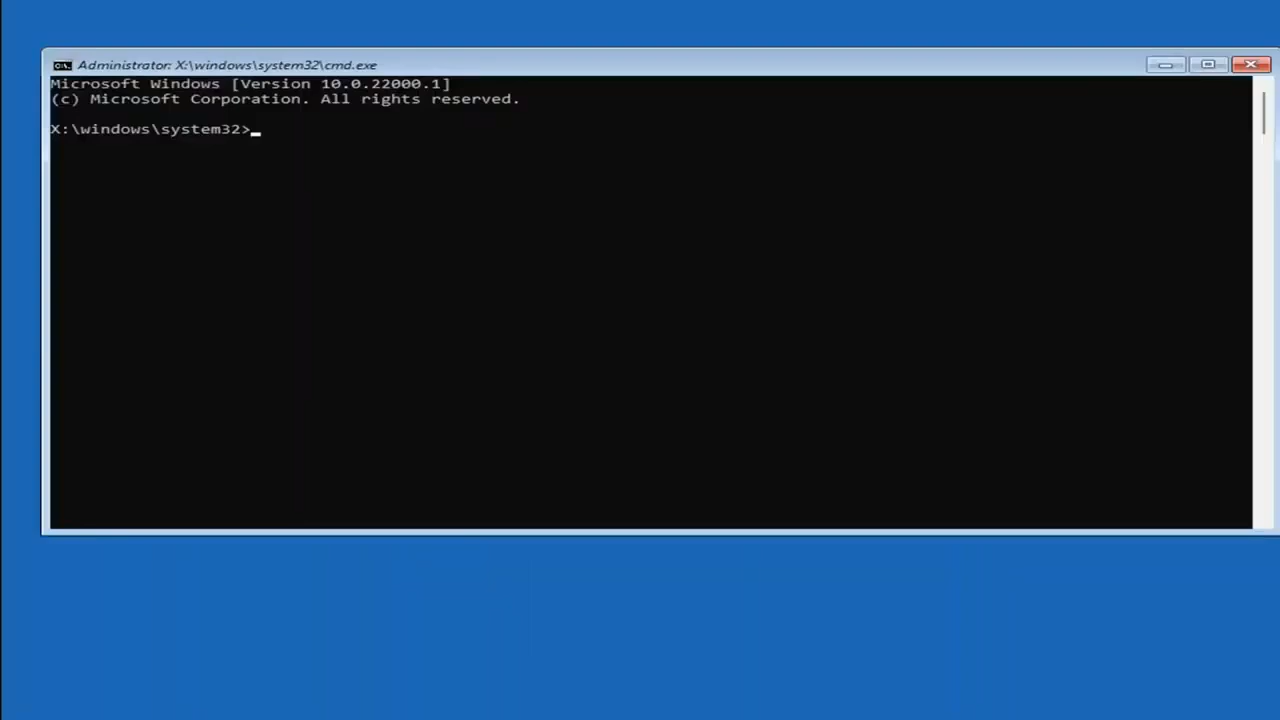 Administrator: X:\windows\system32\cmd.exe
Microsoft Windows [Version 10.0.22000.1]
(c) Microsoft Corporation. All rights reserved.
X:\windows\system32>